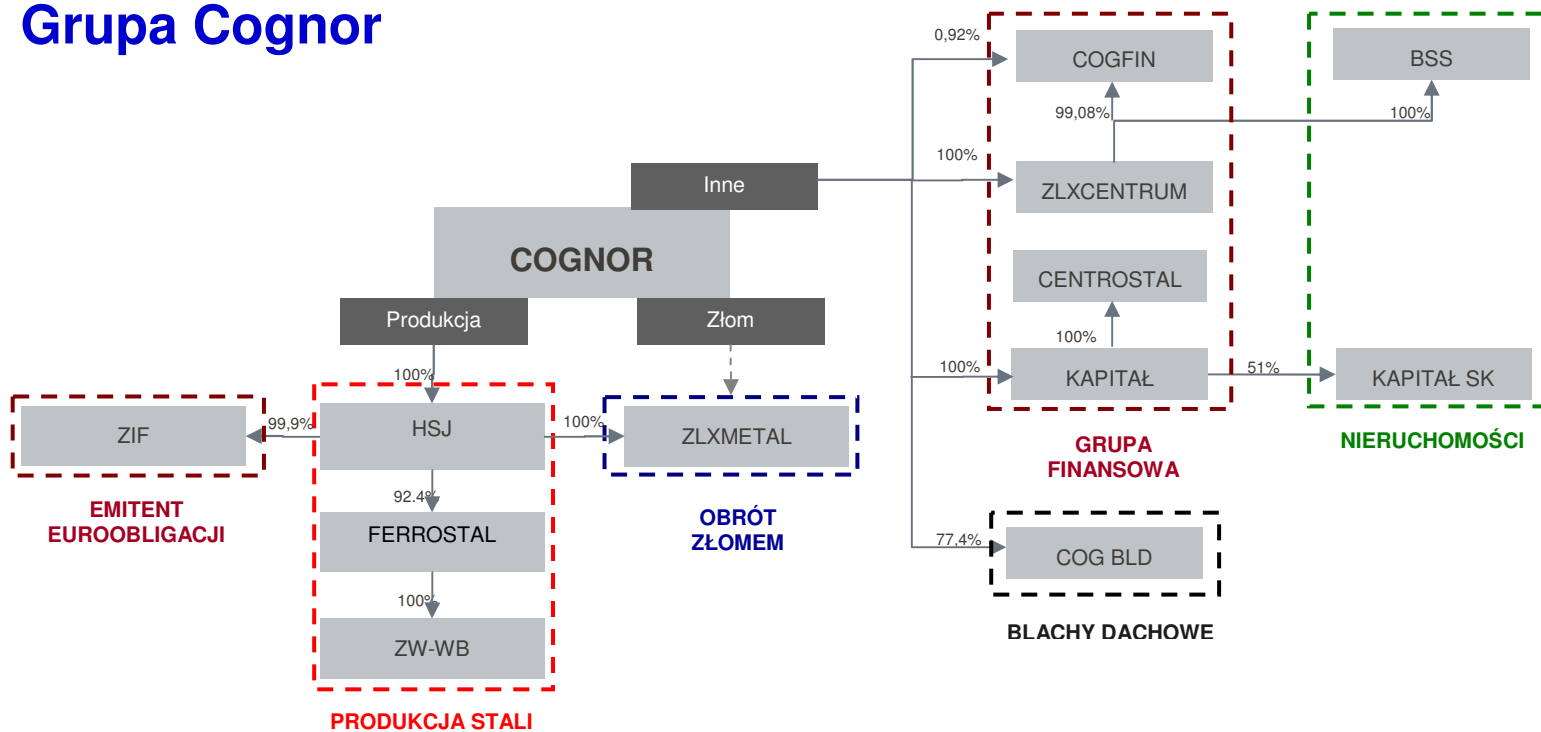 Grupa Cognor
0,92%
COGFIN
BSS
99,08%
100%
100%
Inne
ZLXCENTRUM
COGNOR
CENTROSTAL
Produkcja
Złom
100%
100%
100%
KAPITAŁ
51%
KAPITAŁ SK
ZIF
99,9%
HSJ
100%
ZLXMETAL
GRUPA
FINANSOWA
NIERUCHOMOŚCI
92.4%
EMITENT
EUROOBLIGACJI
FERROSTAL
OBRÓT
ZŁOMEM
77,4%
COG BLD
100%
ZW-WB
BLACHY DACHOWE
PRODUKCJA STALI